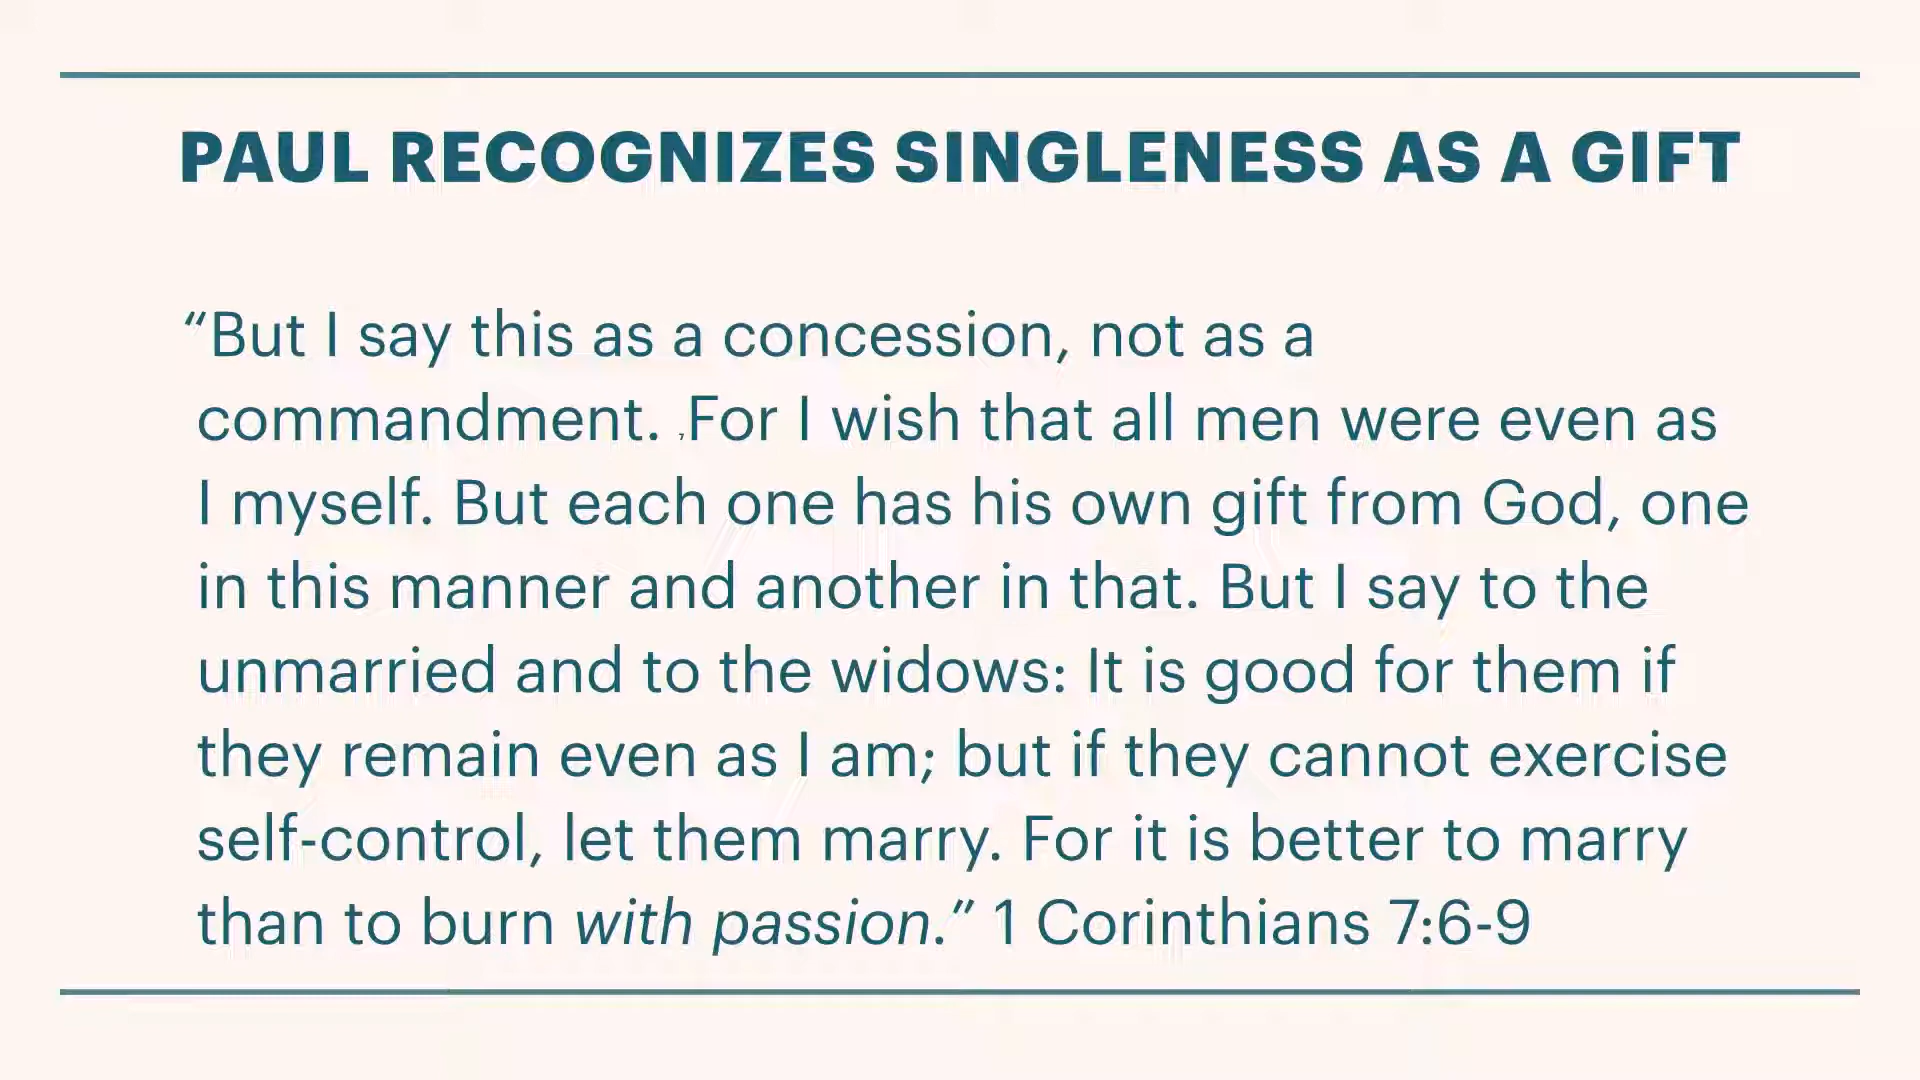 PAUL RECOGNIZES SINGLENESS AS A GIFT
“But I say this as a concession, not as a
commandment. ,For I wish that all men were even as
I myself. But each one has his own gift from God, one
in this manner and another in that. But I say to the
unmarried and to the widows: It is good for them if
they remain even as I am; but if they cannot exercise
self-control, let them marry. For it is better to marry
than to burn with passion.” 1 Corinthians 7:6-9